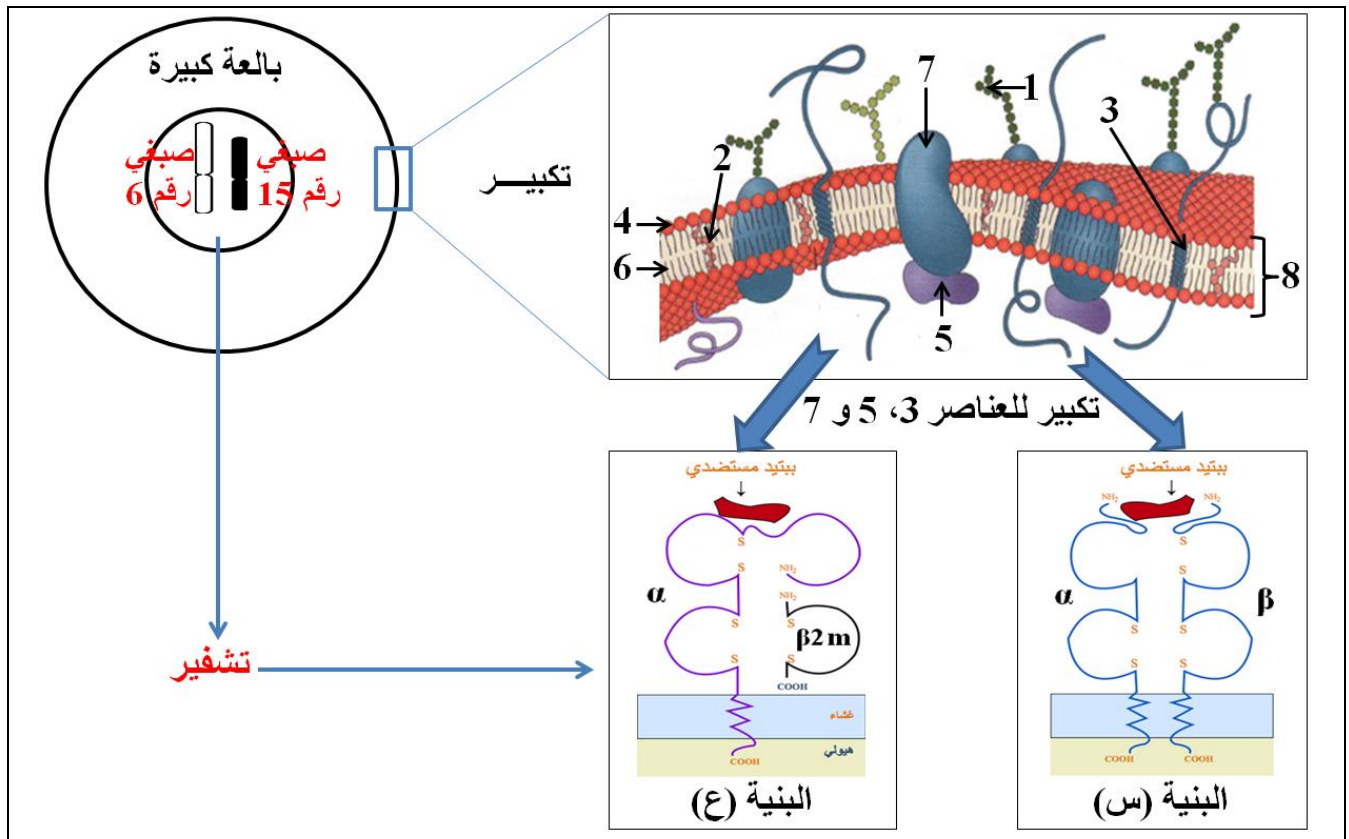 بالعة كبيرة
صبغي
رقم 6
صبغي
رقم 15
تكبيـــر
1
2
3
4
5
6
7
8
تشفير
تكبير للعناصر 3، 5 و 7
ببتيد مستضدي
↓
S
S
NH₂
NH₂
α
S
S
β2 m
S
S
COOH
غشاء
هيولي
COOH
البنية (ع)
ببتيد مستضدي
↓
NH₂
NH₂
S
S
α
β
S
S
S
S
COOH
COOH
البنية (س)